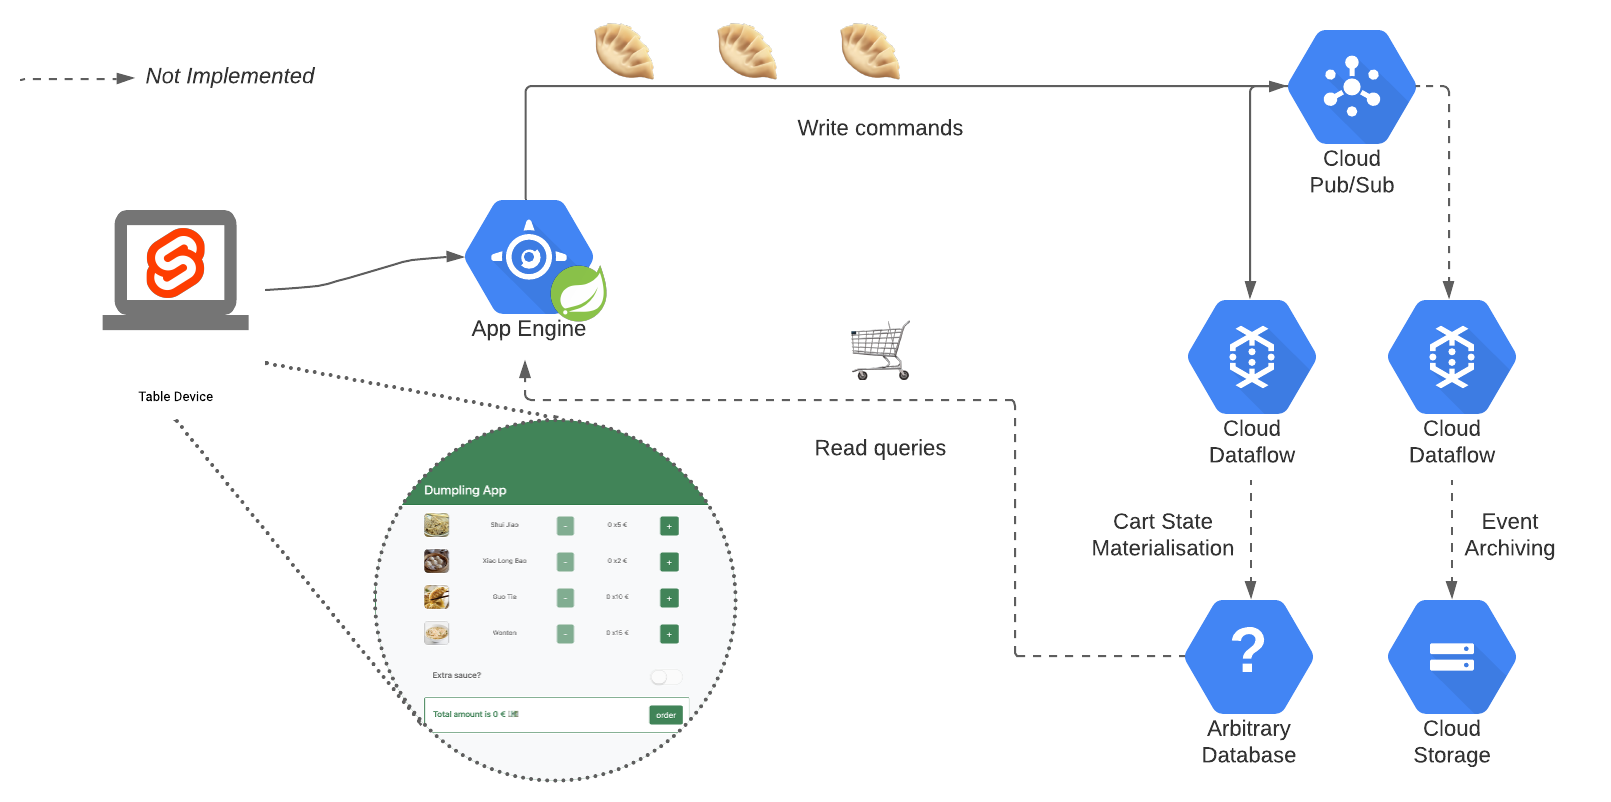 Not Implemented
Write commands
Cloud
Pub/Sub
App Engine
Table Device
Read queries
Cloud
Dataflow
Cloud
Dataflow
Dumpling App
Shui Jiao
-
0 x5 €
+
Xiao Long Bao
-
0 x2 €
+
Guo Tie
-
0 x10 €
+
Wonton
-
0 x15 €
+
Extra sauce?
Total amount is 0 €
order
Cart State
Materialisation
Event
Archiving
?
Arbitrary
Database
Cloud
Storage